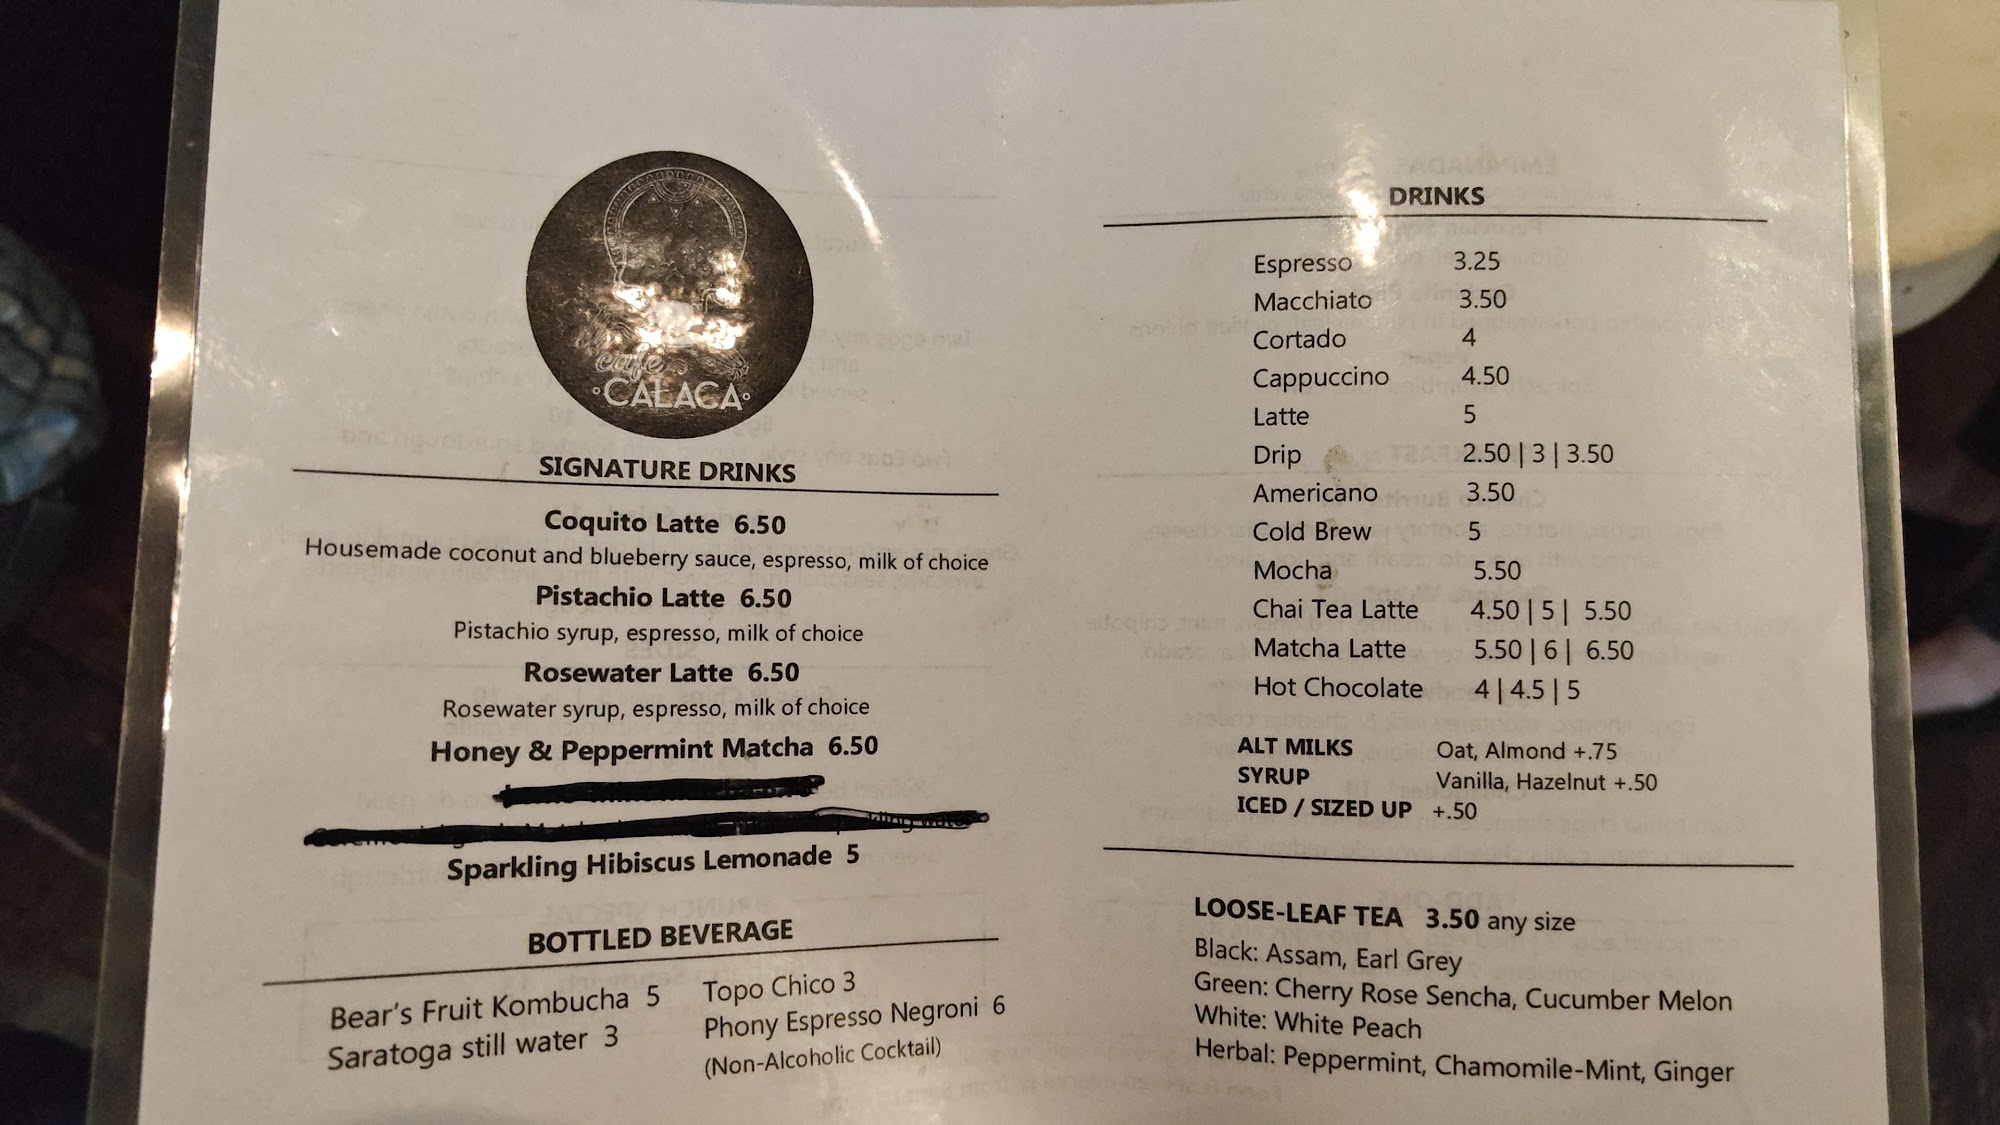 café
CALACA
SIGNATURE DRINKS
Coquito Latte 6.50
Housemade coconut and blueberry sauce, espresso, milk of choice
Pistachio Latte 6.50
Pistachio syrup, espresso, milk of choice
Rosewater Latte 6.50
Rosewater syrup, espresso, milk of choice
Honey & Peppermint Matcha 6.50
Sparkling Hibiscus Lemonade 5
BOTTLED BEVERAGE
Bear's Fruit Kombucha 5
Saratoga still water 3
Topo Chico 3
Phony Espresso Negroni 6
(Non-Alcoholic Cocktail)
DRINKS
Espresso 3.25
Macchiato 3.50
Cortado 4
Cappuccino 4.50
Latte 5
Drip 2.50 | 3 | 3.50
Americano 3.50
Cold Brew 5
Mocha 5.50
Chai Tea Latte 4.50 | 5 | 5.50
Matcha Latte 5.50 | 6 | 6.50
Hot Chocolate 4 | 4.5 | 5
ALT MILKS Oat, Almond +.75
SYRUP Vanilla, Hazelnut +.50
ICED / SIZED UP +.50
LOOSE-LEAF TEA 3.50 any size
Black: Assam, Earl Grey
Green: Cherry Rose Sencha, Cucumber Melon
White: White Peach
Herbal: Peppermint, Chamomile-Mint, Ginger